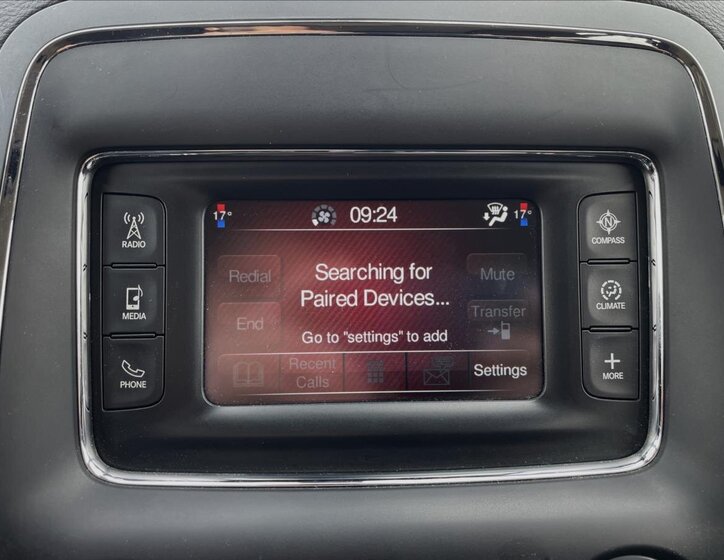 17°
09:24
17°
RADIO
MEDIA
PHONE
Redial
End
Searching for
Paired Devices...
Go to "settings" to add
Mute
Transfer
Recent
Calls
Settings
N
COMPASS
CLIMATE
+
MORE